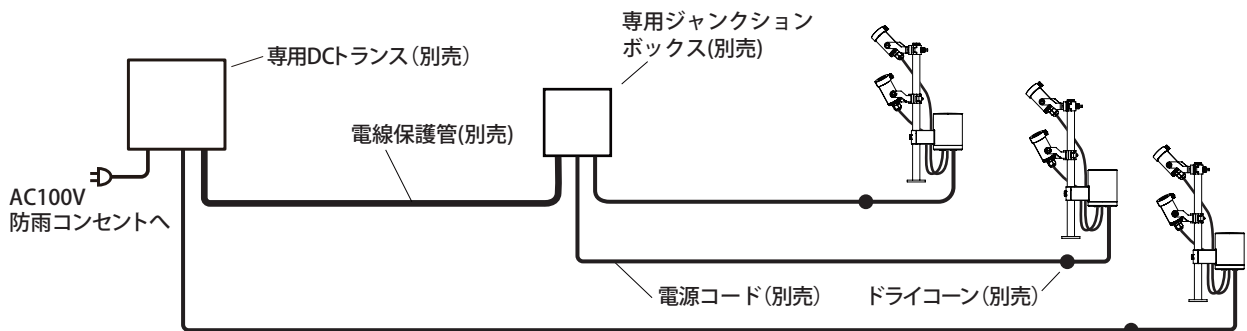 専用DCトランス（別売）
専用ジャンクション
ボックス(別売)
電線保護管(別売)
AC100V
防雨コンセントへ
電源コード（別売）
ドライコーン（別売）